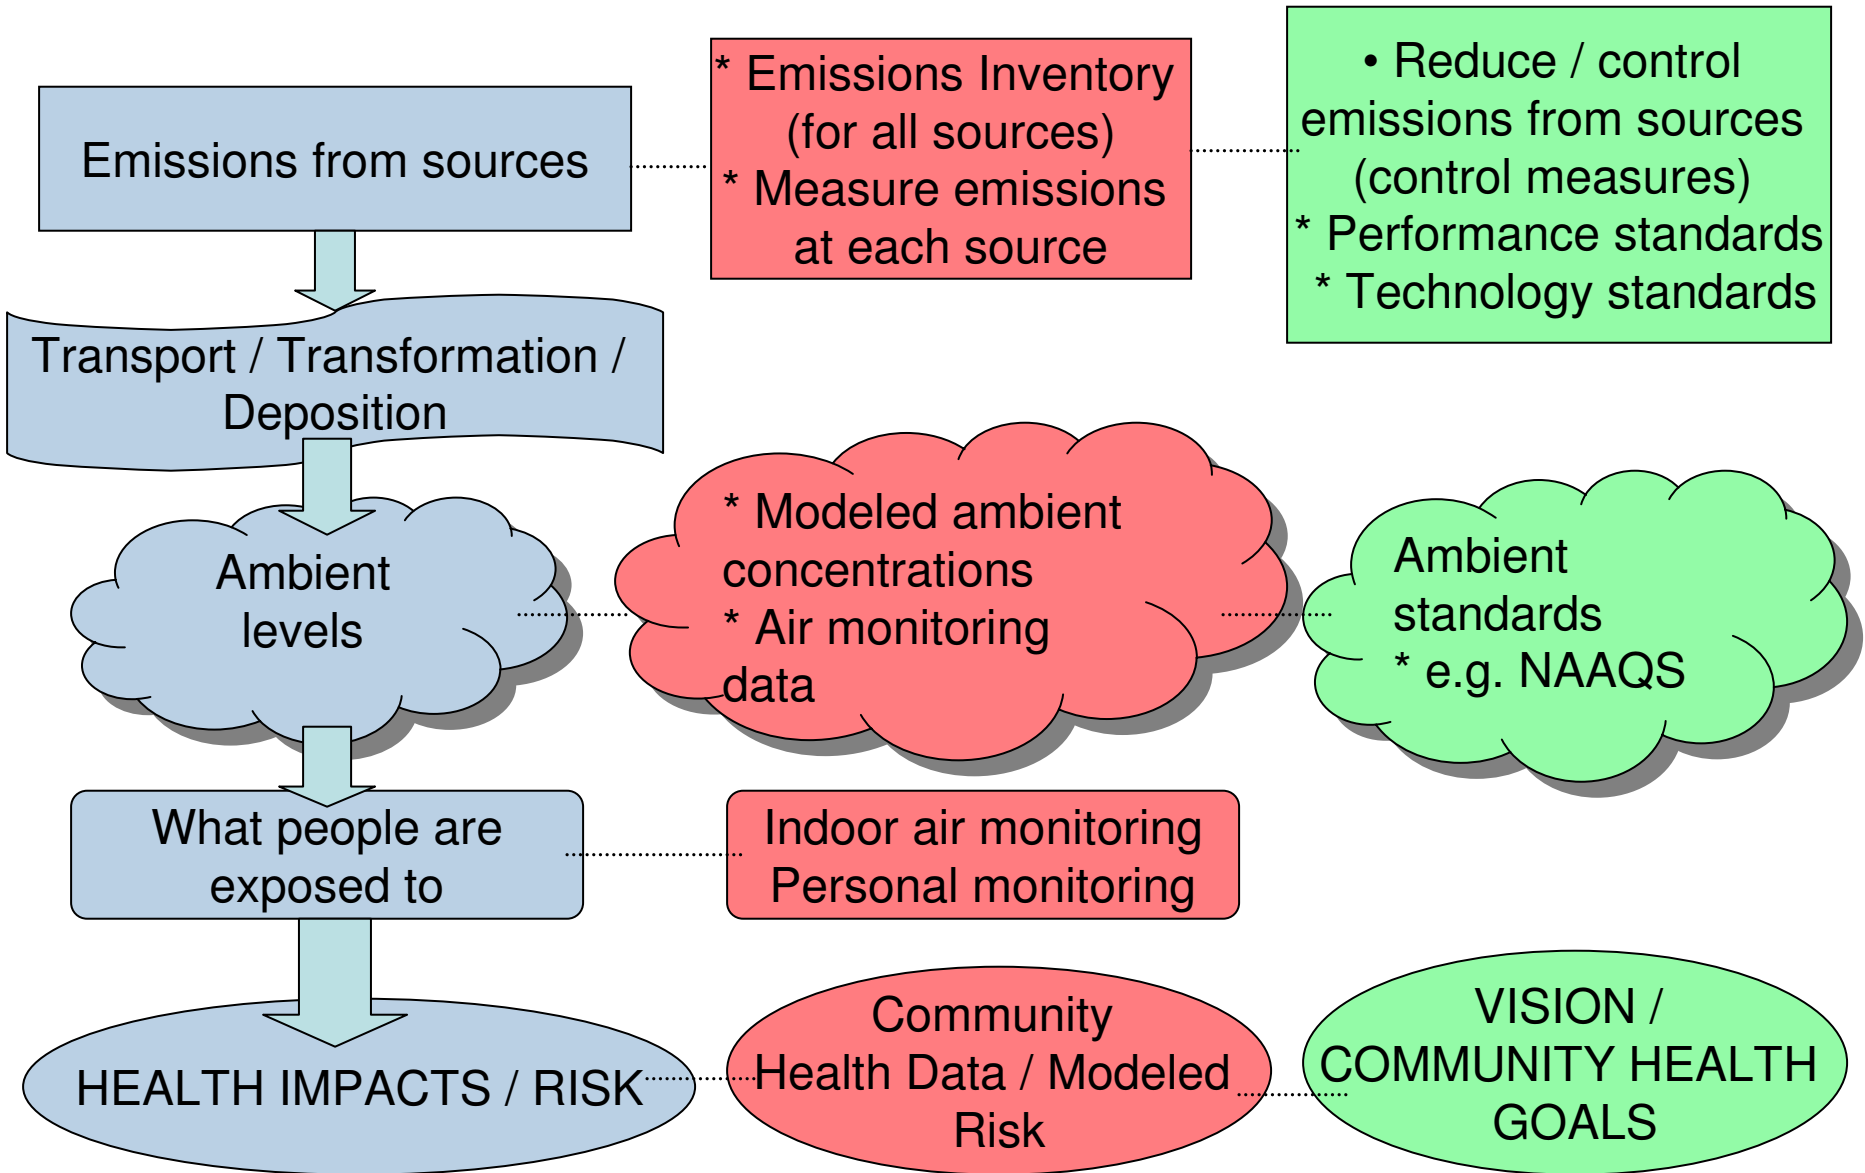 Emissions from sources
* Emissions Inventory
(for all sources)
* Measure emissions
at each source
• Reduce / control
emissions from sources
(control measures)
* Performance standards
* Technology standards
Transport / Transformation /
Deposition
Ambient
levels
* Modeled ambient
concentrations
* Air monitoring
data
Ambient
standards
* e.g. NAAQS
What people are
exposed to
Indoor air monitoring
Personal monitoring
HEALTH IMPACTS / RISK
Community
Health Data / Modeled
Risk
VISION /
COMMUNITY HEALTH
GOALS